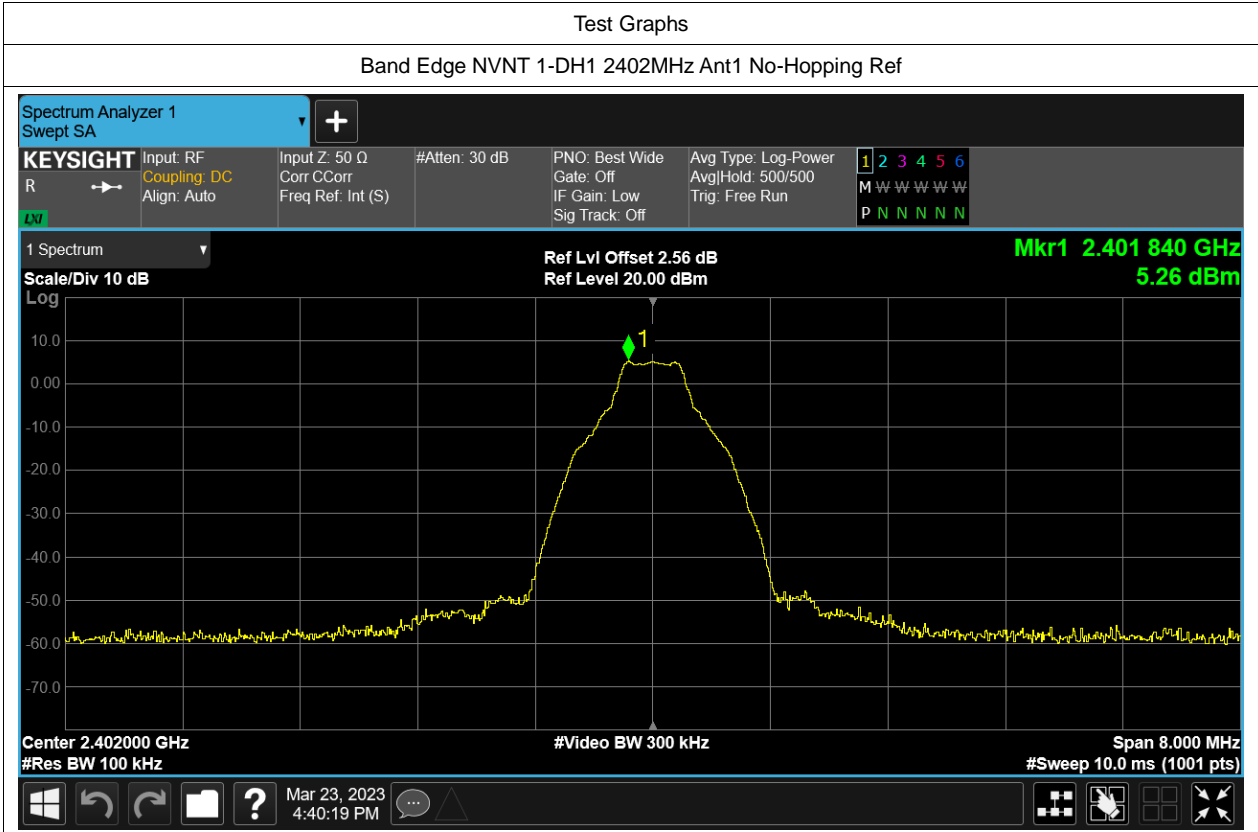 Test Graphs
Band Edge NVNT 1-DH1 2402MHz Ant1 No-Hopping Ref
Spectrum Analyzer 1
Swept SA
KEYSIGHT Input: RF Input Z: 50 Ω #Atten: 30 dB PNO: Best Wide Avg Type: Log-Power 1 2 3 4 5 6
R Coupling: DC Corr CCorr Gate: Off Avg|Hold: 500/500 M W W W W W
Align: Auto Freq Ref: Int (S) IF Gain: Low Trig: Free Run
LXI Sig Track: Off P N N N N N
1 Spectrum Ref Lvl Offset 2.56 dB Mkr1 2.401 840 GHz
Scale/Div 10 dB Ref Level 20.00 dBm 5.26 dBm
Log
1
10.0
0.00
-10.0
-20.0
-30.0
-40.0
-50.0
-60.0
-70.0
Center 2.402000 GHz #Video BW 300 kHz Span 8.000 MHz
#Res BW 100 kHz #Sweep 10.0 ms (1001 pts)
? Mar 23, 2023
4:40:19 PM